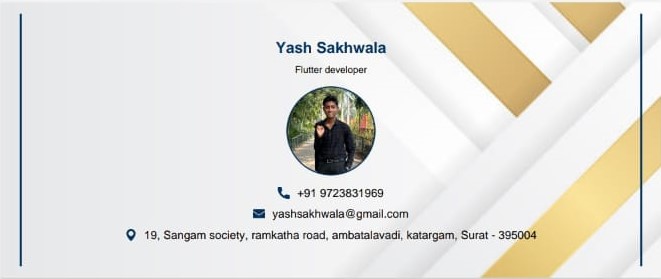 Yash Sakhwala
Flutter developer
+91 9723831969
yashsakhwala@gmail.com
19, Sangam society, ramkatha road, ambatalavadi, katargam, Surat - 395004